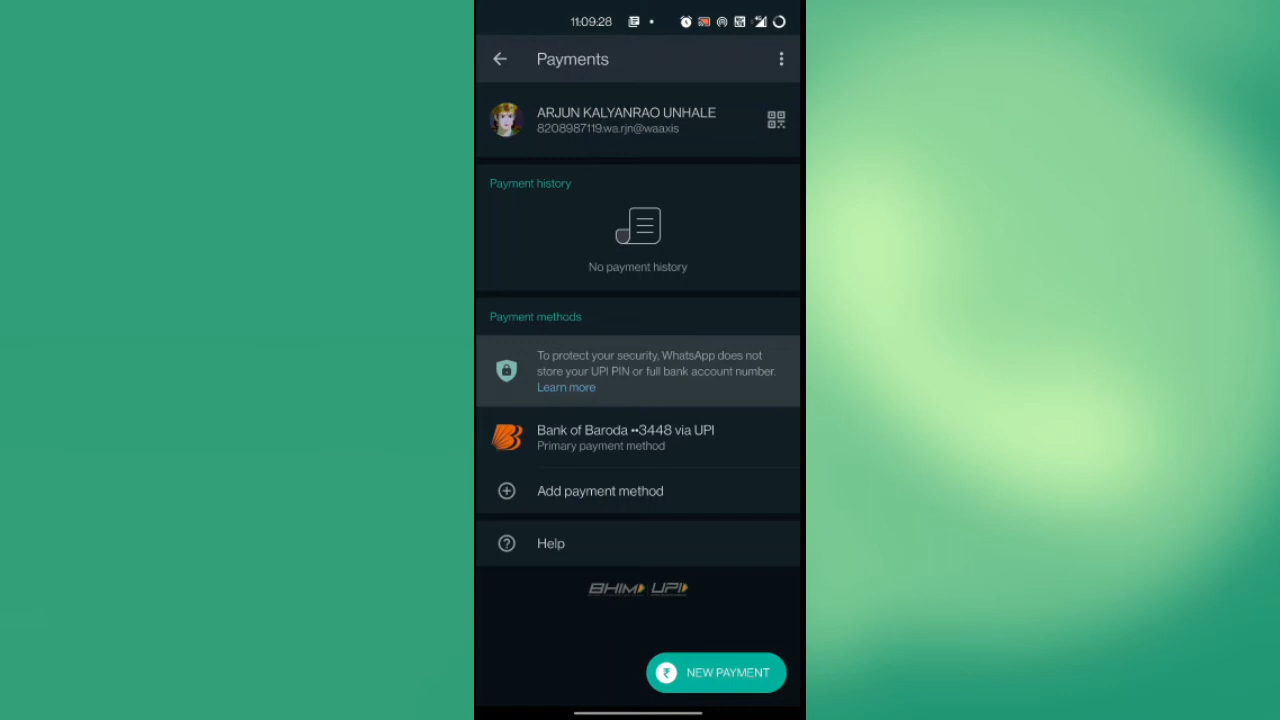 11:09:28
Payments
ARJUN KALYANRAO UNHALE
8208987119.wa.rjn@waaxis
Payment history
No payment history
Payment methods
To protect your security, WhatsApp does not
store your UPI PIN or full bank account number.
Learn more
Bank of Baroda ••3448 via UPI
Primary payment method
Add payment method
Help
BHIM UPI
₹ NEW PAYMENT